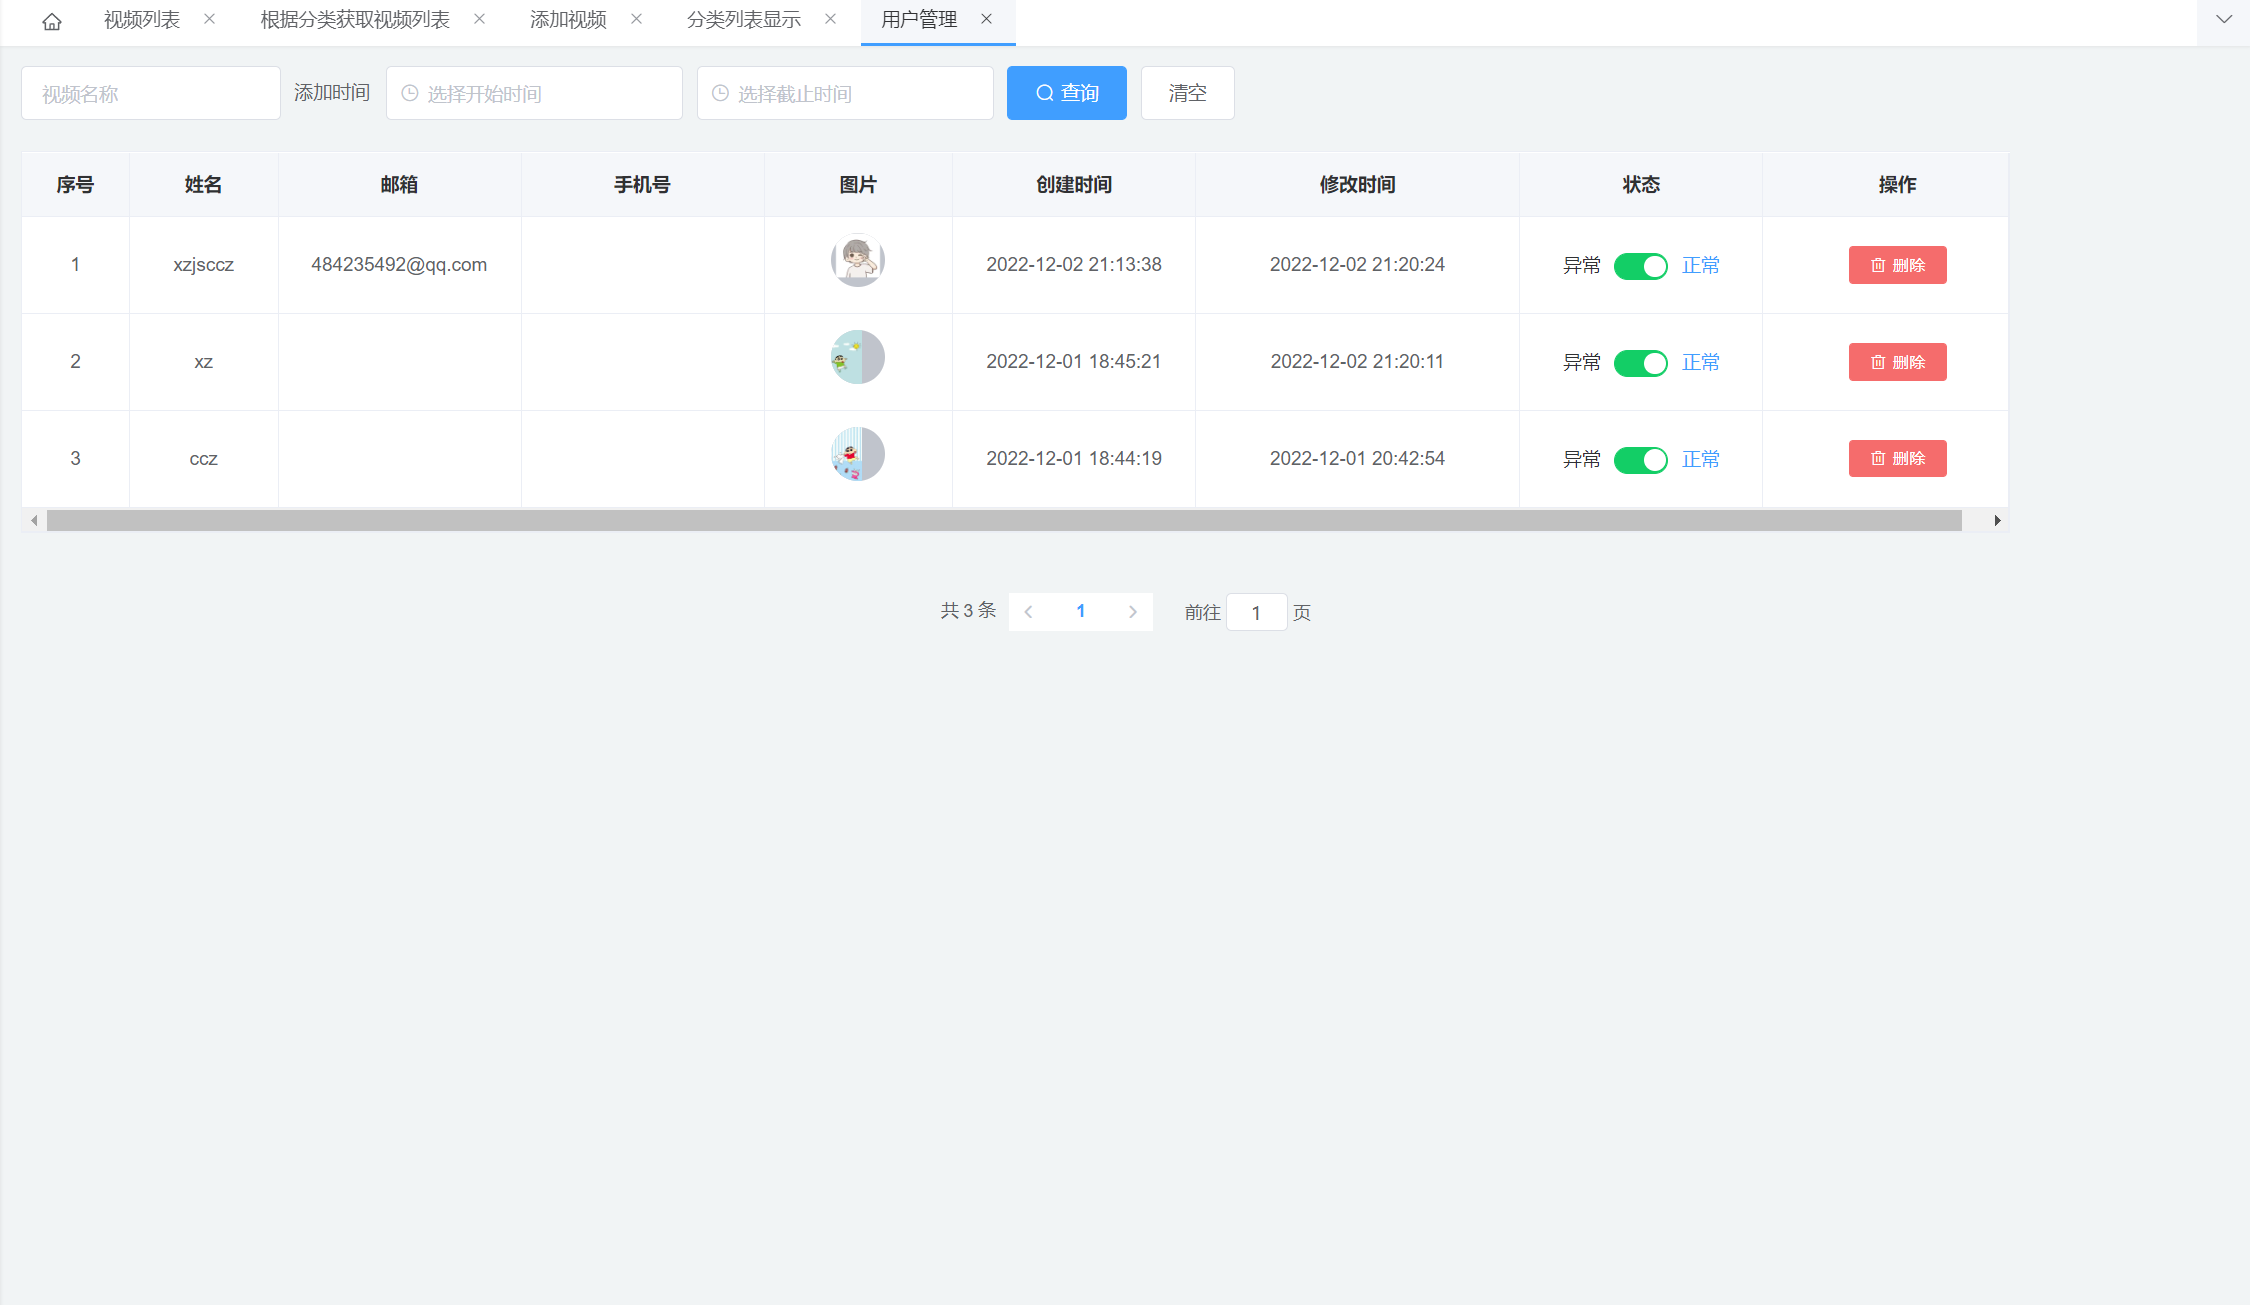 视频列表 根据分类获取视频列表 添加视频 分类列表显示 用户管理
视频名称 添加时间 选择开始时间 选择截止时间 查询 清空
序号 姓名 邮箱 手机号 图片 创建时间 修改时间 状态 操作
1 xzjsccz 484235492@qq.com 2022-12-02 21:13:38 2022-12-02 21:20:24 异常 正常 删除
2 xz 2022-12-01 18:45:21 2022-12-02 21:20:11 异常 正常 删除
3 ccz 2022-12-01 18:44:19 2022-12-01 20:42:54 异常 正常 删除
共 3 条 1 前往 1 页